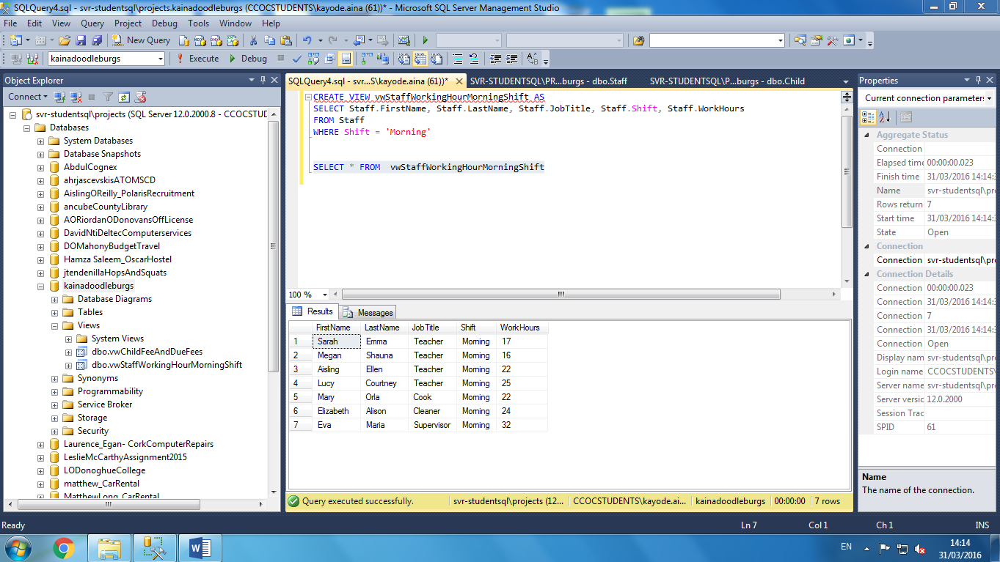 SQLQuery4.sql - svr-studentsql\projects.kainadoodleburgs (CCOCSTUDENTS\kayode.aina (61))* - Microsoft SQL Server Management Studio
File Edit View Query Project Debug Tools Window Help
New Query
kainadoodleburgs Execute Debug
Object Explorer
Connect
svr-studentsql\projects (SQL Server 12.0.2000.8 - CCOCSTUD
Databases
System Databases
Database Snapshots
AbdulCognex
ahrjascevskisATOMSCD
AislingOReilly_PolarisRecruitment
ancubeCountyLibrary
AORiordanODonovansOffLicense
DavidNtiDeltecComputerservices
DOMahonyBudgetTravel
Hamza Saleem_OscarHostel
jtendenillaHopsAndSquats
kainadoodleburgs
Database Diagrams
Tables
Views
System Views
dbo.vwChildFeeAndDueFees
dbo.vwStaffWorkingHourMorningShift
Synonyms
Programmability
Service Broker
Storage
Security
Laurence_Egan- CorkComputerRepairs
LeslieMcCarthyAssignment2015
LODonoghueCollege
matthew_CarRental
MatthewLong_CarRental
SQLQuery4.sql - svr...S\kayode.aina (61))* SVR-STUDENTSQL\PR...burgs - dbo.Staff SVR-STUDENTSQL\P...burgs - dbo.Child
CREATE VIEW vwStaffWorkingHourMorningShift AS
SELECT Staff.FirstName, Staff.LastName, Staff.JobTitle, Staff.Shift, Staff.WorkHours
FROM Staff
WHERE Shift = 'Morning'
SELECT * FROM vwStaffWorkingHourMorningShift
100 %
Results Messages
FirstName LastName JobTitle Shift WorkHours
1 Sarah Emma Teacher Morning 17
2 Megan Shauna Teacher Morning 16
3 Aisling Ellen Teacher Morning 22
4 Lucy Courtney Teacher Morning 25
5 Mary Orla Cook Morning 22
6 Elizabeth Alison Cleaner Morning 24
7 Eva Maria Supervisor Morning 32
Query executed successfully. svr-studentsql\projects (12... CCOCSTUDENTS\kayode.ai... kainadoodleburgs 00:00:00 7 rows
Properties
Current connection parameters
Aggregate Status
Connection
Elapsed time 00:00:00.023
Finish time 31/03/2016 14:14:3
Name svr-studentsql\pro
Rows return 7
Start time 31/03/2016 14:14:3
State Open
Connection
Connection svr-studentsql\pro
Connection Details
Connection 00:00:00.023
Connection 31/03/2016 14:14:3
Connection 7
Connection 31/03/2016 14:14:3
Connection Open
Display nam svr-studentsql\pro
Login name CCOCSTUDENTS\
Server name svr-studentsql\pro
Server versic 12.0.2000
Session Trac
SPID 61
Name
The name of the connection.
Ready Ln 7 Col 1 Ch 1 INS
EN
14:14
31/03/2016